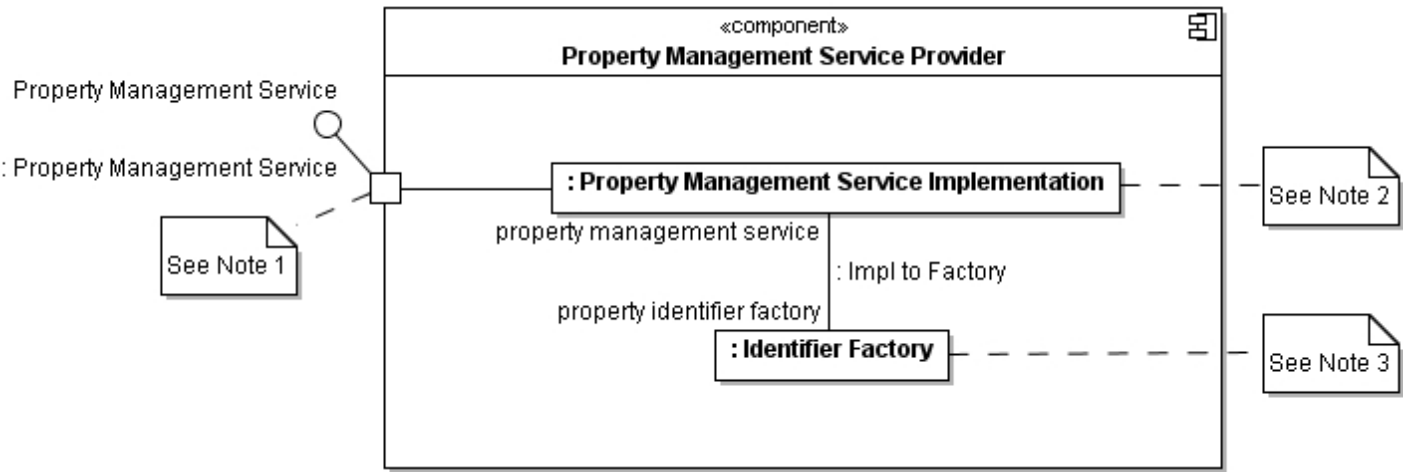 «component»
Property Management Service Provider
Property Management Service
: Property Management Service
: Property Management Service Implementation
See Note 2
property management service
See Note 1
: Impl to Factory
property identifier factory
: Identifier Factory
See Note 3